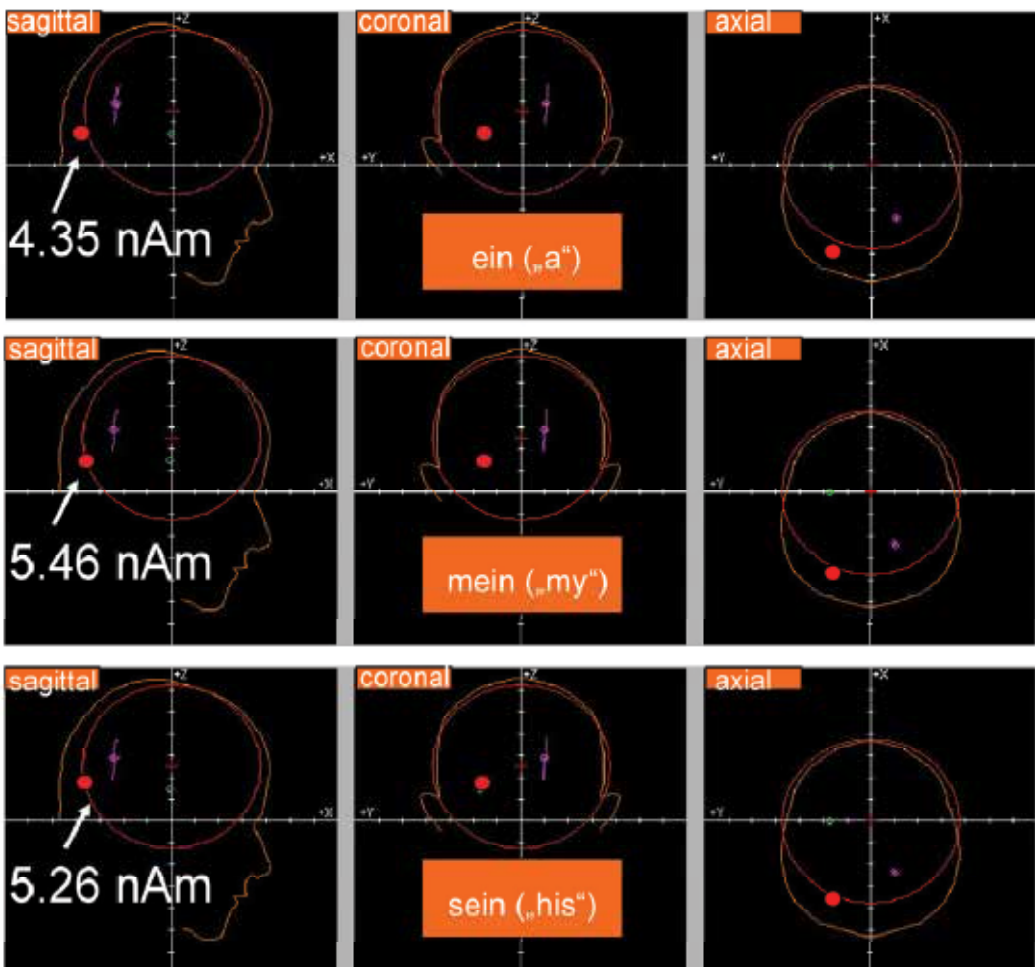 sagittal
coronal
axial
+Z
+Z
+X
+X
+Y
+Y
4.35 nAm
ein („a“)
sagittal
coronal
axial
+Z
+Z
+X
+X
+Y
+Y
5.46 nAm
mein („my“)
sagittal
coronal
axial
+Z
+Z
+X
+X
+Y
+Y
5.26 nAm
sein („his“)